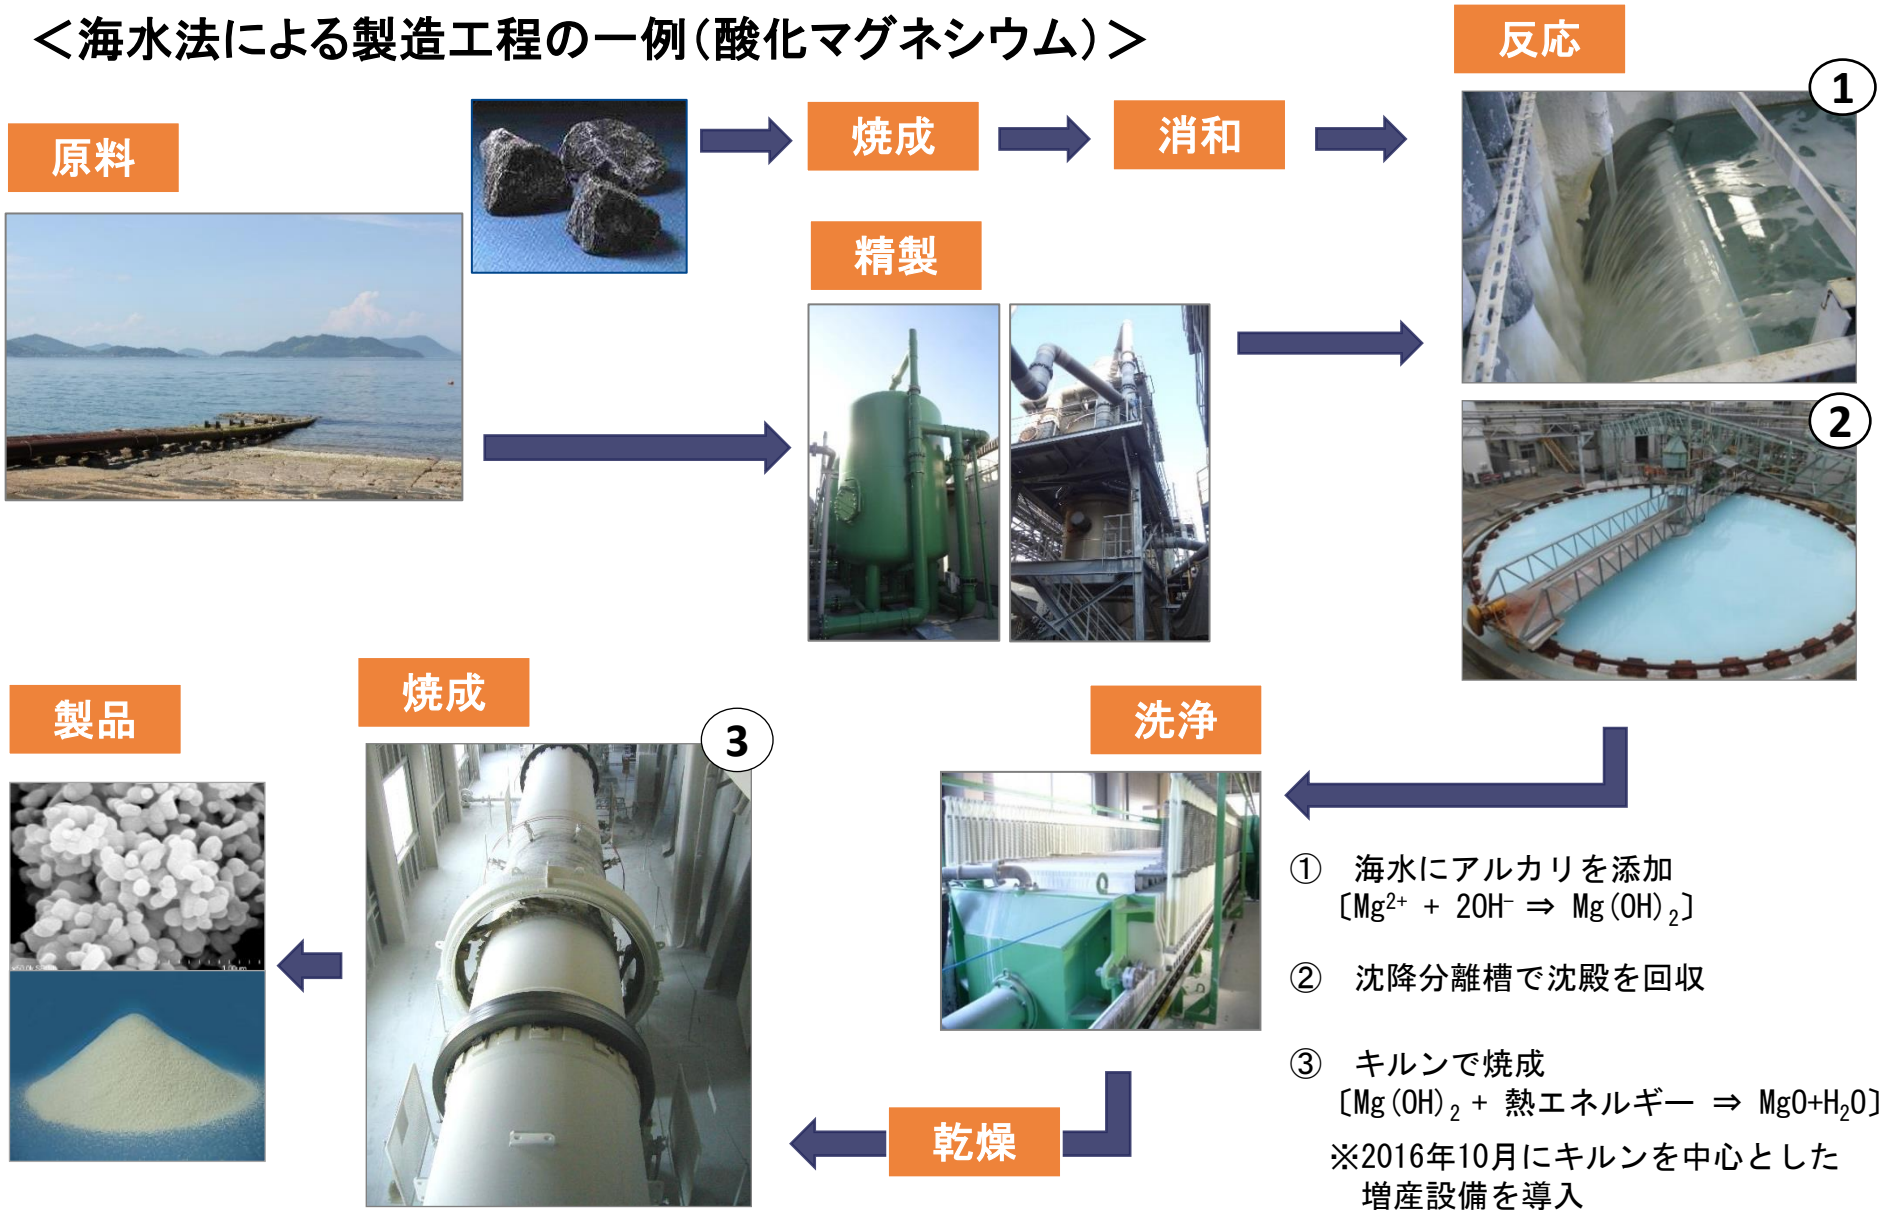 ＜海水法による製造工程の一例(酸化マグネシウム)＞
原料
焼成
消和
反応
①
精製
②
製品
焼成
③
洗浄
乾燥
① 海水にアルカリを添加
〔Mg²⁺ + 2OH⁻ ⇒ Mg(OH)₂〕
② 沈降分離槽で沈殿を回収
③ キルンで焼成
〔Mg(OH)₂ + 熱エネルギー ⇒ MgO+H₂O〕
※2016年10月にキルンを中心とした
増産設備を導入